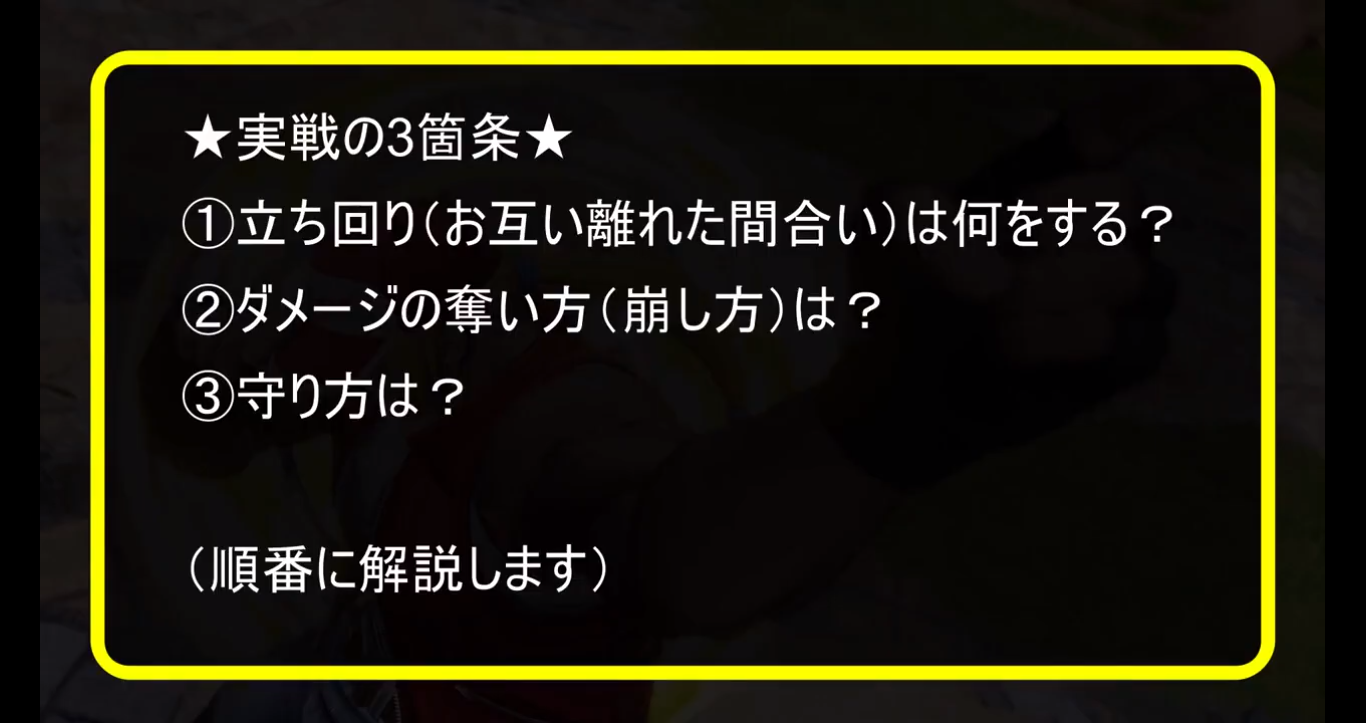 ★実戦の3箇条★
①立ち回り(お互い離れた間合い)は何をする？
②ダメージの奪い方(崩し方)は？
③守り方は？
(順番に解説します)